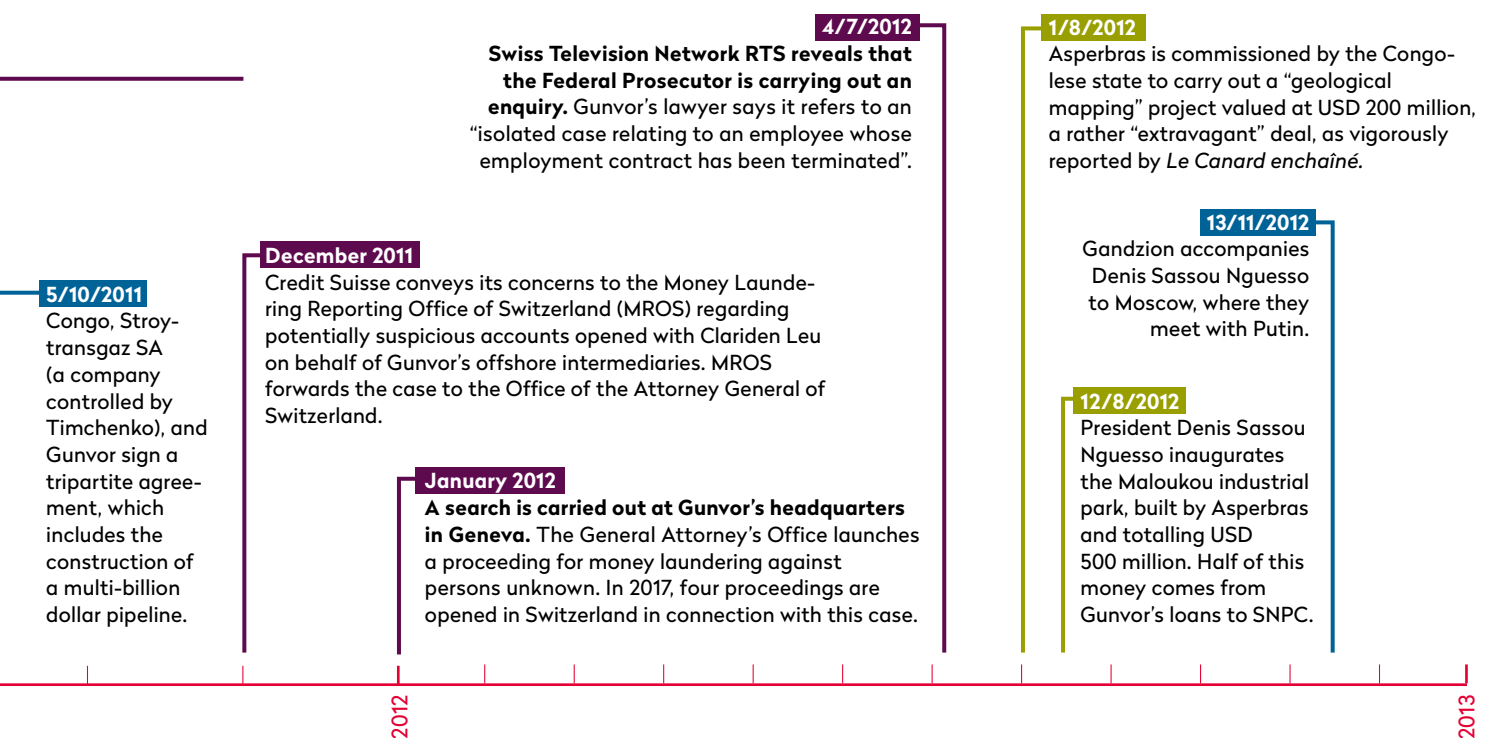 5/10/2011
Congo, Stroy-
transgaz SA
(a company
controlled by
Timchenko), and
Gunvor sign a
tripartite agree-
ment, which
includes the
construction of
a multi-billion
dollar pipeline.
December 2011
Credit Suisse conveys its concerns to the Money Launde-
ring Reporting Office of Switzerland (MROS) regarding
potentially suspicious accounts opened with Clariden Leu
on behalf of Gunvor's offshore intermediaries. MROS
forwards the case to the Office of the Attorney General of
Switzerland.
January 2012
A search is carried out at Gunvor's headquarters
in Geneva. The General Attorney's Office launches
a proceeding for money laundering against
persons unknown. In 2017, four proceedings are
opened in Switzerland in connection with this case.
4/7/2012
Swiss Television Network RTS reveals that
the Federal Prosecutor is carrying out an
enquiry. Gunvor's lawyer says it refers to an
“isolated case relating to an employee whose
employment contract has been terminated”.
1/8/2012
Asperbras is commissioned by the Congo-
lese state to carry out a “geological
mapping” project valued at USD 200 million,
a rather “extravagant” deal, as vigorously
reported by Le Canard enchaîné.
13/11/2012
Gandzion accompanies
Denis Sassou Nguesso
to Moscow, where they
meet with Putin.
12/8/2012
President Denis Sassou
Nguesso inaugurates
the Maloukou industrial
park, built by Asperbras
and totalling USD
500 million. Half of this
money comes from
Gunvor's loans to SNPC.
2012
2013